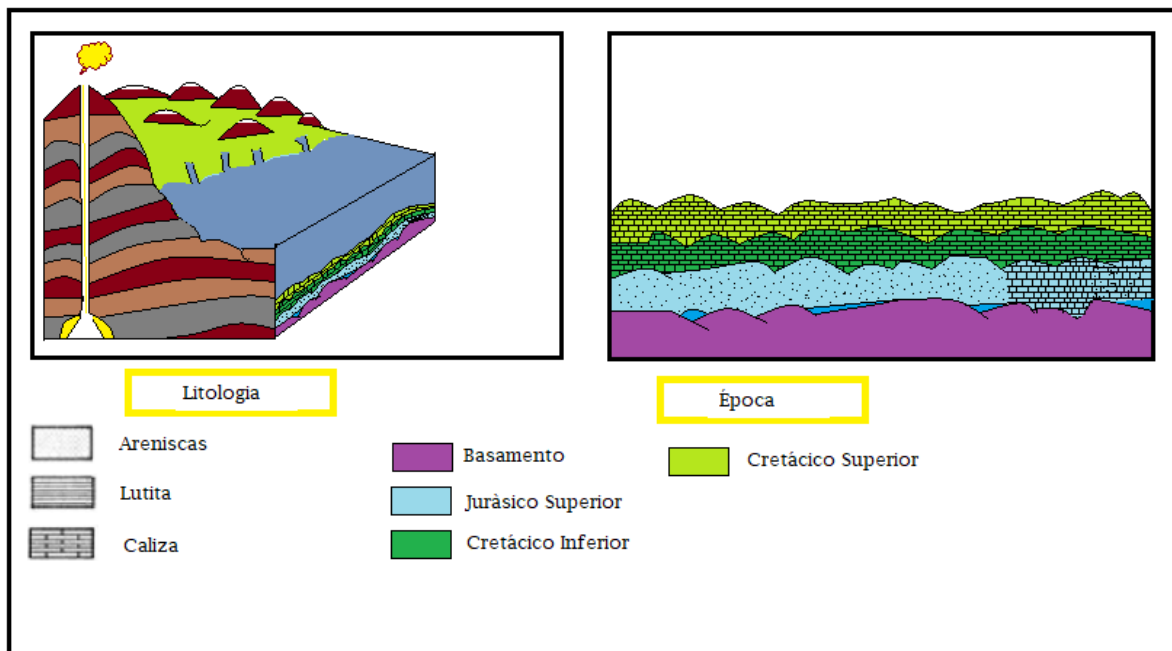 Litologia
Época
Areniscas
Basamento
Cretácico Superior
Lutita
Juràsico Superior
Caliza
Cretácico Inferior